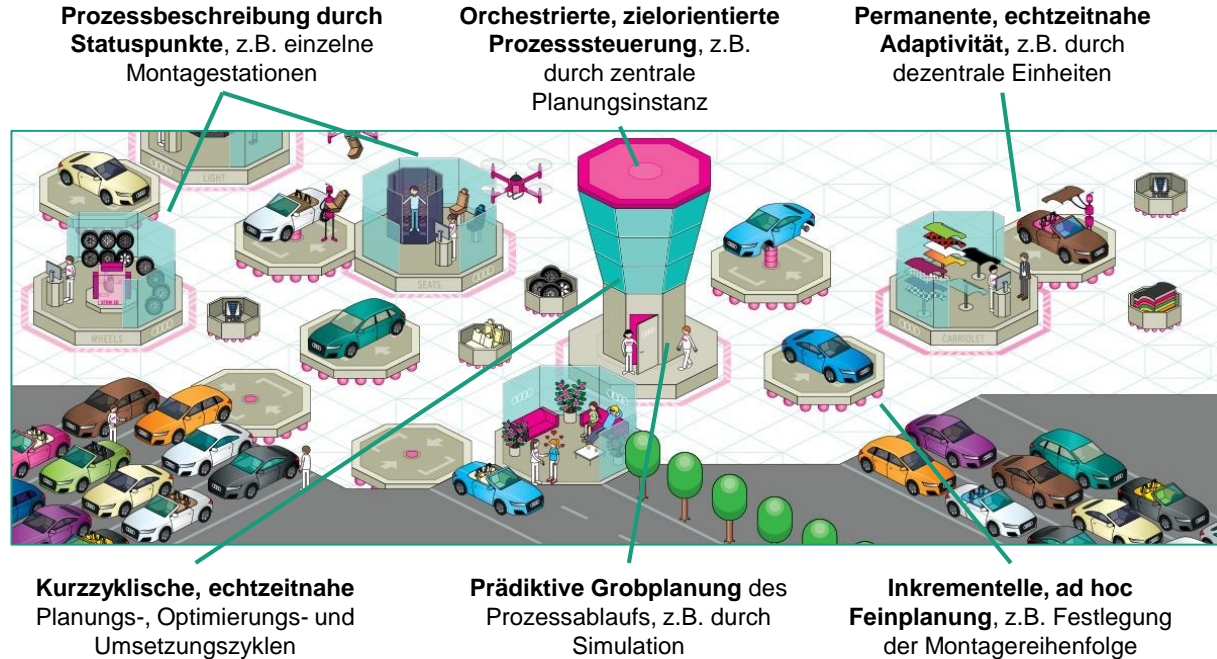 Prozessbeschreibung durch
Statuspunkte, z.B. einzelne
Montagestationen
Orchestrierte, zielorientierte
Prozesssteuerung, z.B.
durch zentrale
Planungsinstanz
Permanente, echtzeitnahe
Adaptivität, z.B. durch
dezentrale Einheiten
LIGHT
SEATS
WHEELS
CABRIOLET
Kurzzyklische, echtzeitnahe
Planungs-, Optimierungs- und
Umsetzungszyklen
Prädiktive Grobplanung des
Prozessablaufs, z.B. durch
Simulation
Inkrementelle, ad hoc
Feinplanung, z.B. Festlegung
der Montagereihenfolge